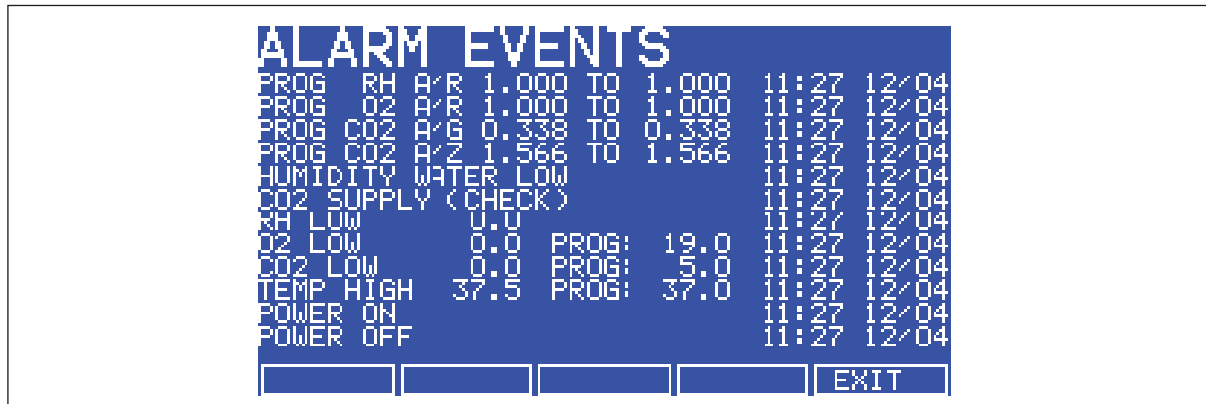 ALARM EVENTS
PROG RH A/R 1.000 TO 1.000 11:27 12/04
PROG O2 A/R 1.000 TO 1.000 11:27 12/04
PROG CO2 A/G 0.338 TO 0.338 11:27 12/04
PROG CO2 A/Z 1.566 TO 1.566 11:27 12/04
HUMIDITY WATER LOW 11:27 12/04
CO2 SUPPLY (CHECK) 11:27 12/04
RH LOW 0.0 11:27 12/04
O2 LOW 0.0 PROG: 19.0 11:27 12/04
CO2 LOW 0.0 PROG: 5.0 11:27 12/04
TEMP HIGH 37.5 PROG: 37.0 11:27 12/04
POWER ON 11:27 12/04
POWER OFF 11:27 12/04
EXIT